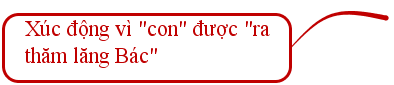 Xúc động vì "con" được "ra
thăm lăng Bác"